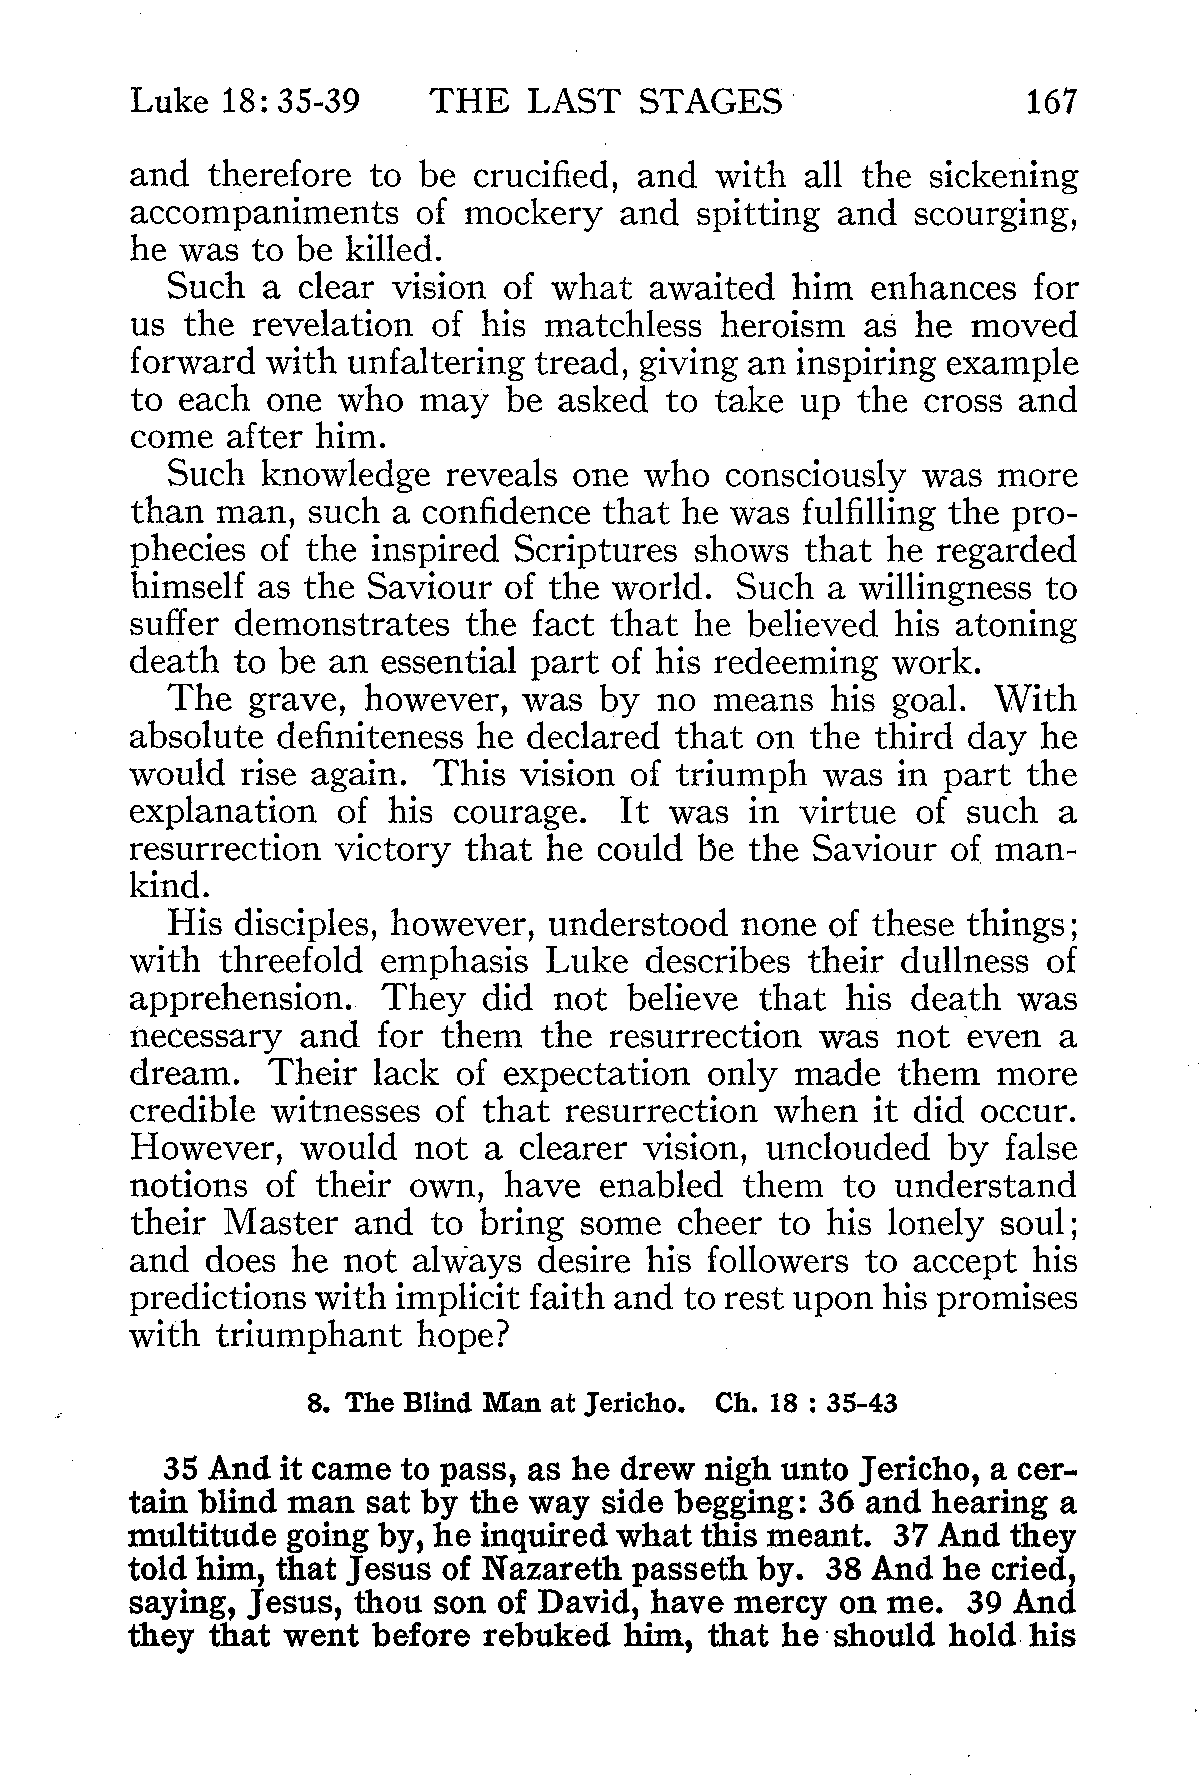 Luke 18: 35-39 THE LAST STAGES 167
and therefore to be crucified, and with all the sickening
accompaniments of mockery and spitting and scourging,
he was to be killed.
Such a clear vision of what awaited him enhances for
us the revelation of his matchless heroism as he moved
forward with unfaltering tread, giving an inspiring example
to each one who may be asked to take up the cross and
come after him.
Such knowledge reveals one who consciously was more
than man, such a confidence that he was fulfilling the pro-
phecies of the inspired Scriptures shows that he regarded
himself as the Saviour of the world. Such a willingness to
suffer demonstrates the fact that he believed his atoning
death to be an essential part of his redeeming work.
The grave, however, was by no means his goal. With
absolute definiteness he declared that on the third day he
would rise again. This vision of triumph was in part the
explanation of his courage. It was in virtue of such a
resurrection victory that he could be the Saviour of man-
kind.
His disciples, however, understood none of these things;
with threefold emphasis Luke describes their dullness of
apprehension. They did not believe that his death was
necessary and for them the resurrection was not even a
dream. Their lack of expectation only made them more
credible witnesses of that resurrection when it did occur.
However, would not a clearer vision, unclouded by false
notions of their own, have enabled them to understand
their Master and to bring some cheer to his lonely soul;
and does he not always desire his followers to accept his
predictions with implicit faith and to rest upon his promises
with triumphant hope?
8. The Blind Man at Jericho. Ch. 18 : 35-43
35 And it came to pass, as he drew nigh unto Jericho, a cer-
tain blind man sat by the way side begging: 36 and hearing a
multitude going by, he inquired what this meant. 37 And they
told him, that Jesus of Nazareth passeth by. 38 And he cried,
saying, Jesus, thou son of David, have mercy on me. 39 And
they that went before rebuked him, that he should hold his